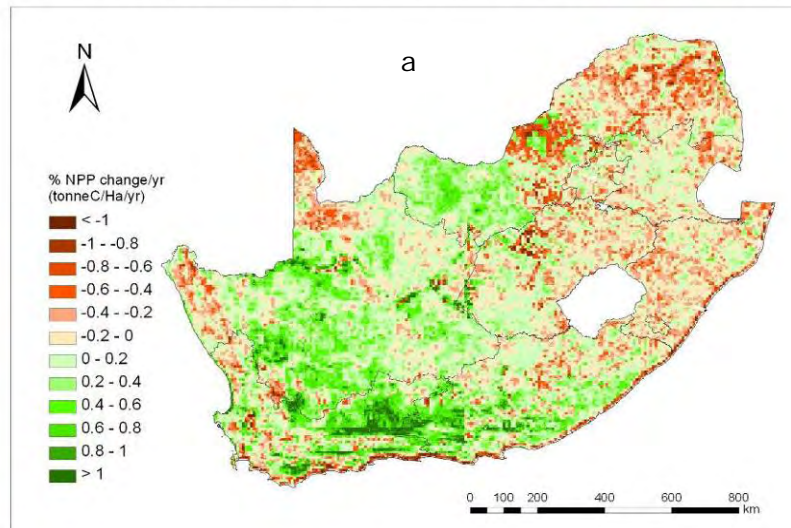 a
N
% NPP change/yr
(tonneC/Ha/yr)
< -1
-1 - -0.8
-0.8 - -0.6
-0.6 - -0.4
-0.4 - -0.2
-0.2 - 0
0 - 0.2
0.2 - 0.4
0.4 - 0.6
0.6 - 0.8
0.8 - 1
> 1
0 100 200 400 600 800
km